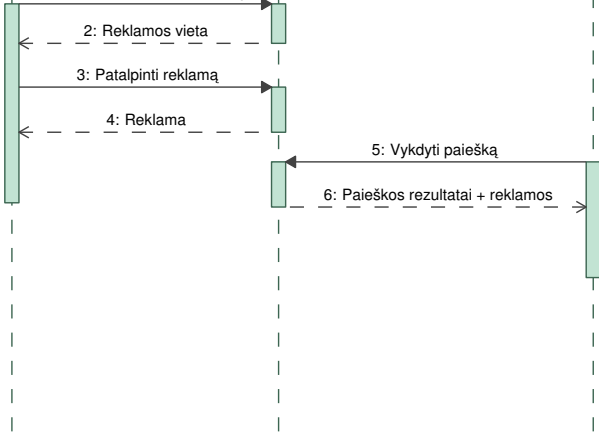 2: Reklamos vieta
3: Patalpinti reklamą
4: Reklama
5: Vykdyti paiešką
6: Paieškos rezultatai + reklamos